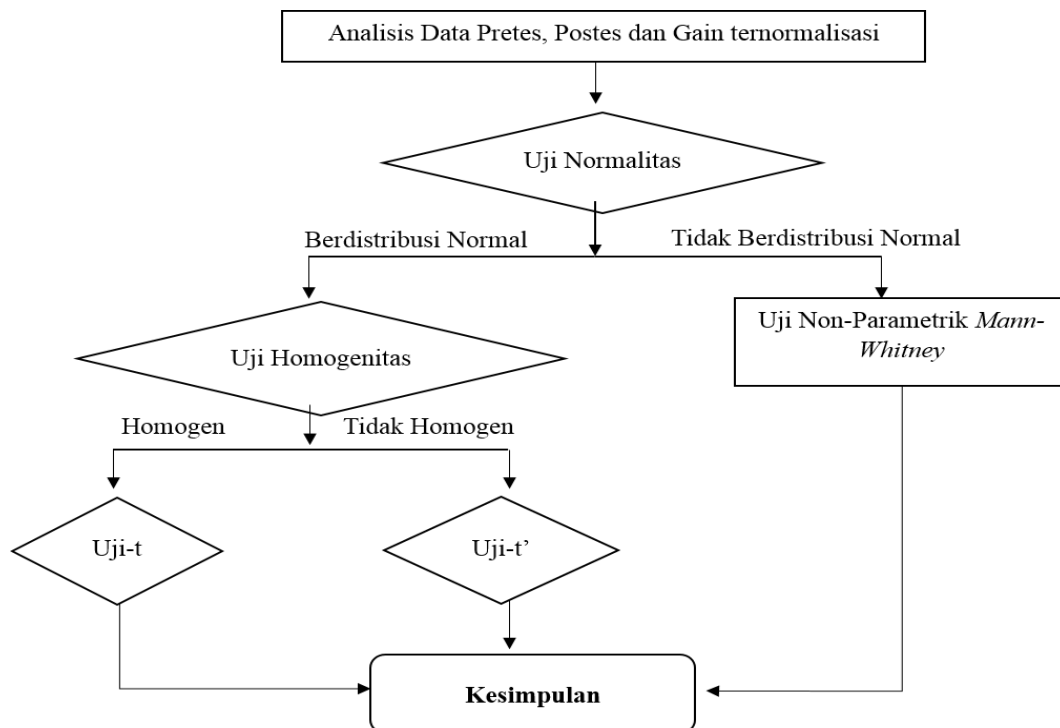 Analisis Data Pretes, Postes dan Gain ternormalisasi
Uji Normalitas
Berdistribusi Normal
Tidak Berdistribusi Normal
Uji Homogenitas
Uji Non-Parametrik Mann-
Whitney
Homogen
Tidak Homogen
Uji-t
Uji-t’
Kesimpulan